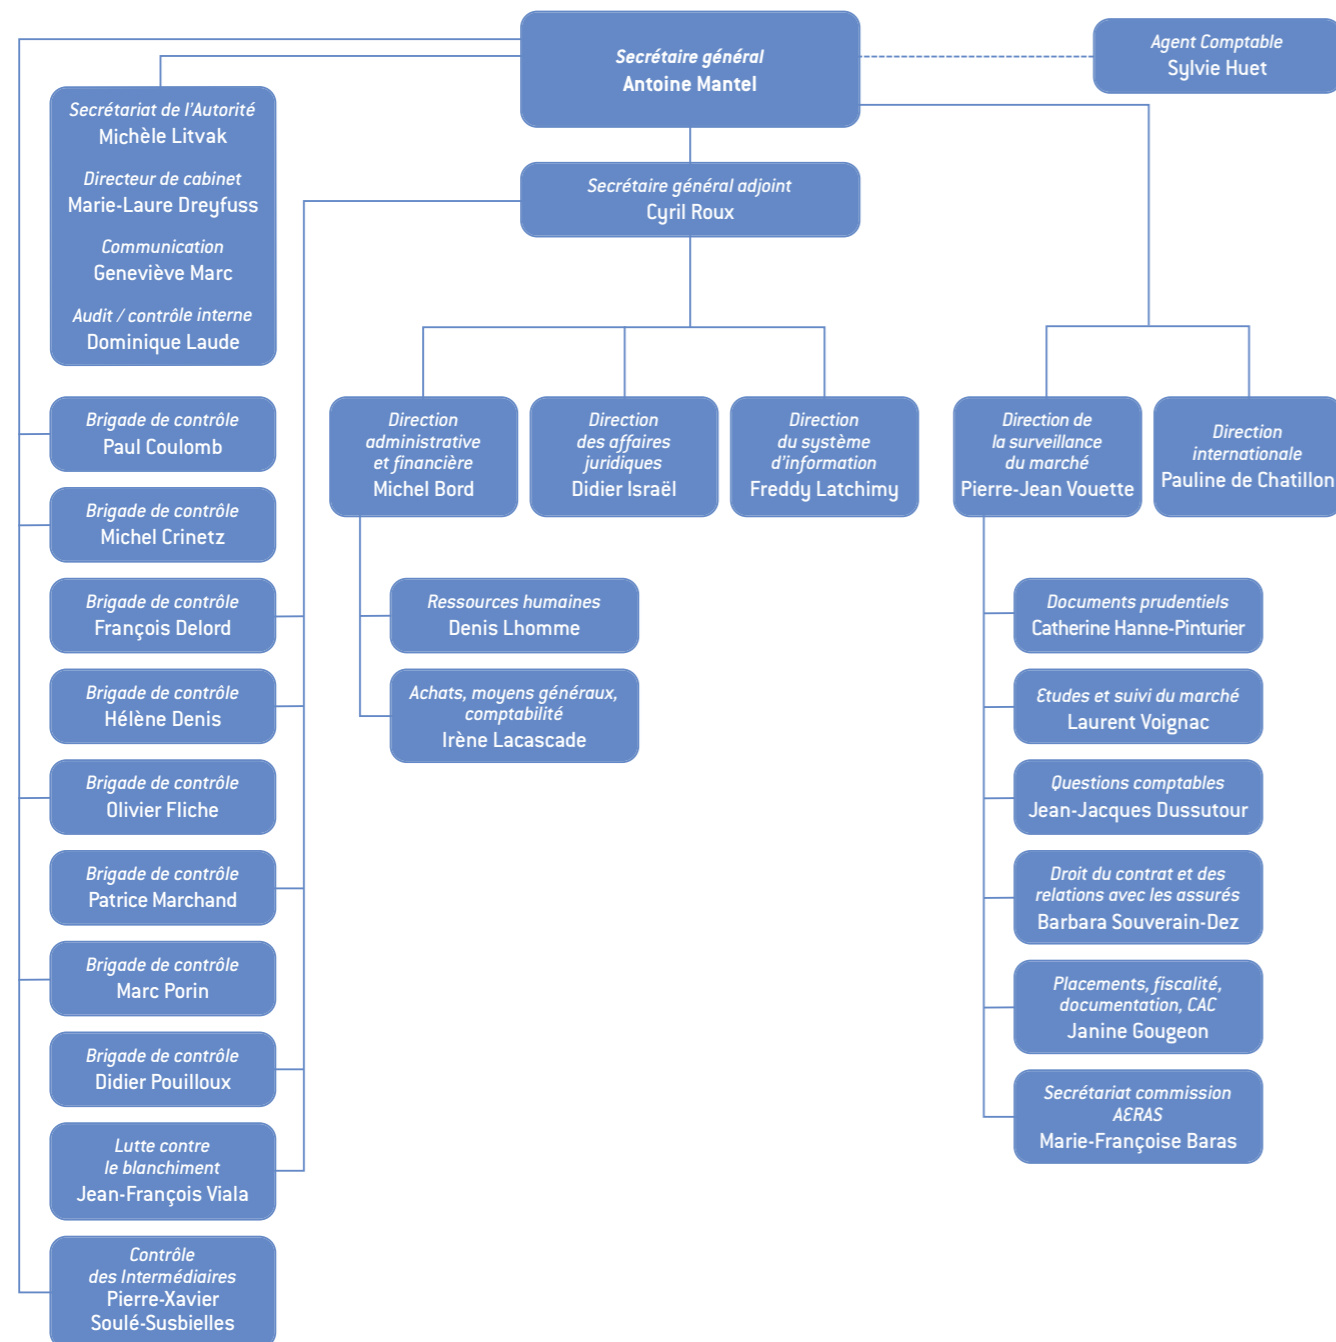 Secrétaire général
Antoine Mantel
Agent Comptable
Sylvie Huet
Secrétariat de l'Autorité
Michèle Litvak
Directeur de cabinet
Marie-Laure Dreyfuss
Communication
Geneviève Marc
Audit / contrôle interne
Dominique Laude
Secrétaire général adjoint
Cyril Roux
Brigade de contrôle
Paul Coulomb
Brigade de contrôle
Michel Crinetz
Brigade de contrôle
François Delord
Brigade de contrôle
Hélène Denis
Brigade de contrôle
Olivier Fliche
Brigade de contrôle
Patrice Marchand
Brigade de contrôle
Marc Porin
Brigade de contrôle
Didier Pouilloux
Lutte contre
le blanchiment
Jean-François Viala
Contrôle
des Intermédiaires
Pierre-Xavier
Soulé-Susbielles
Direction
administrative
et financière
Michel Bord
Direction
des affaires
juridiques
Didier Israël
Direction
du système
d'information
Freddy Latchimy
Direction de
la surveillance
du marché
Pierre-Jean Vouette
Direction
internationale
Pauline de Chatillon
Ressources humaines
Denis Lhomme
Achats, moyens généraux,
comptabilité
Irène Lacascade
Documents prudentiels
Catherine Hanne-Pinturier
Etudes et suivi du marché
Laurent Voignac
Questions comptables
Jean-Jacques Dussutour
Droit du contrat et des
relations avec les assurés
Barbara Souverain-Dez
Placements, fiscalité,
documentation, CAC
Janine Gougeon
Secrétariat commission
AERAS
Marie-Françoise Baras